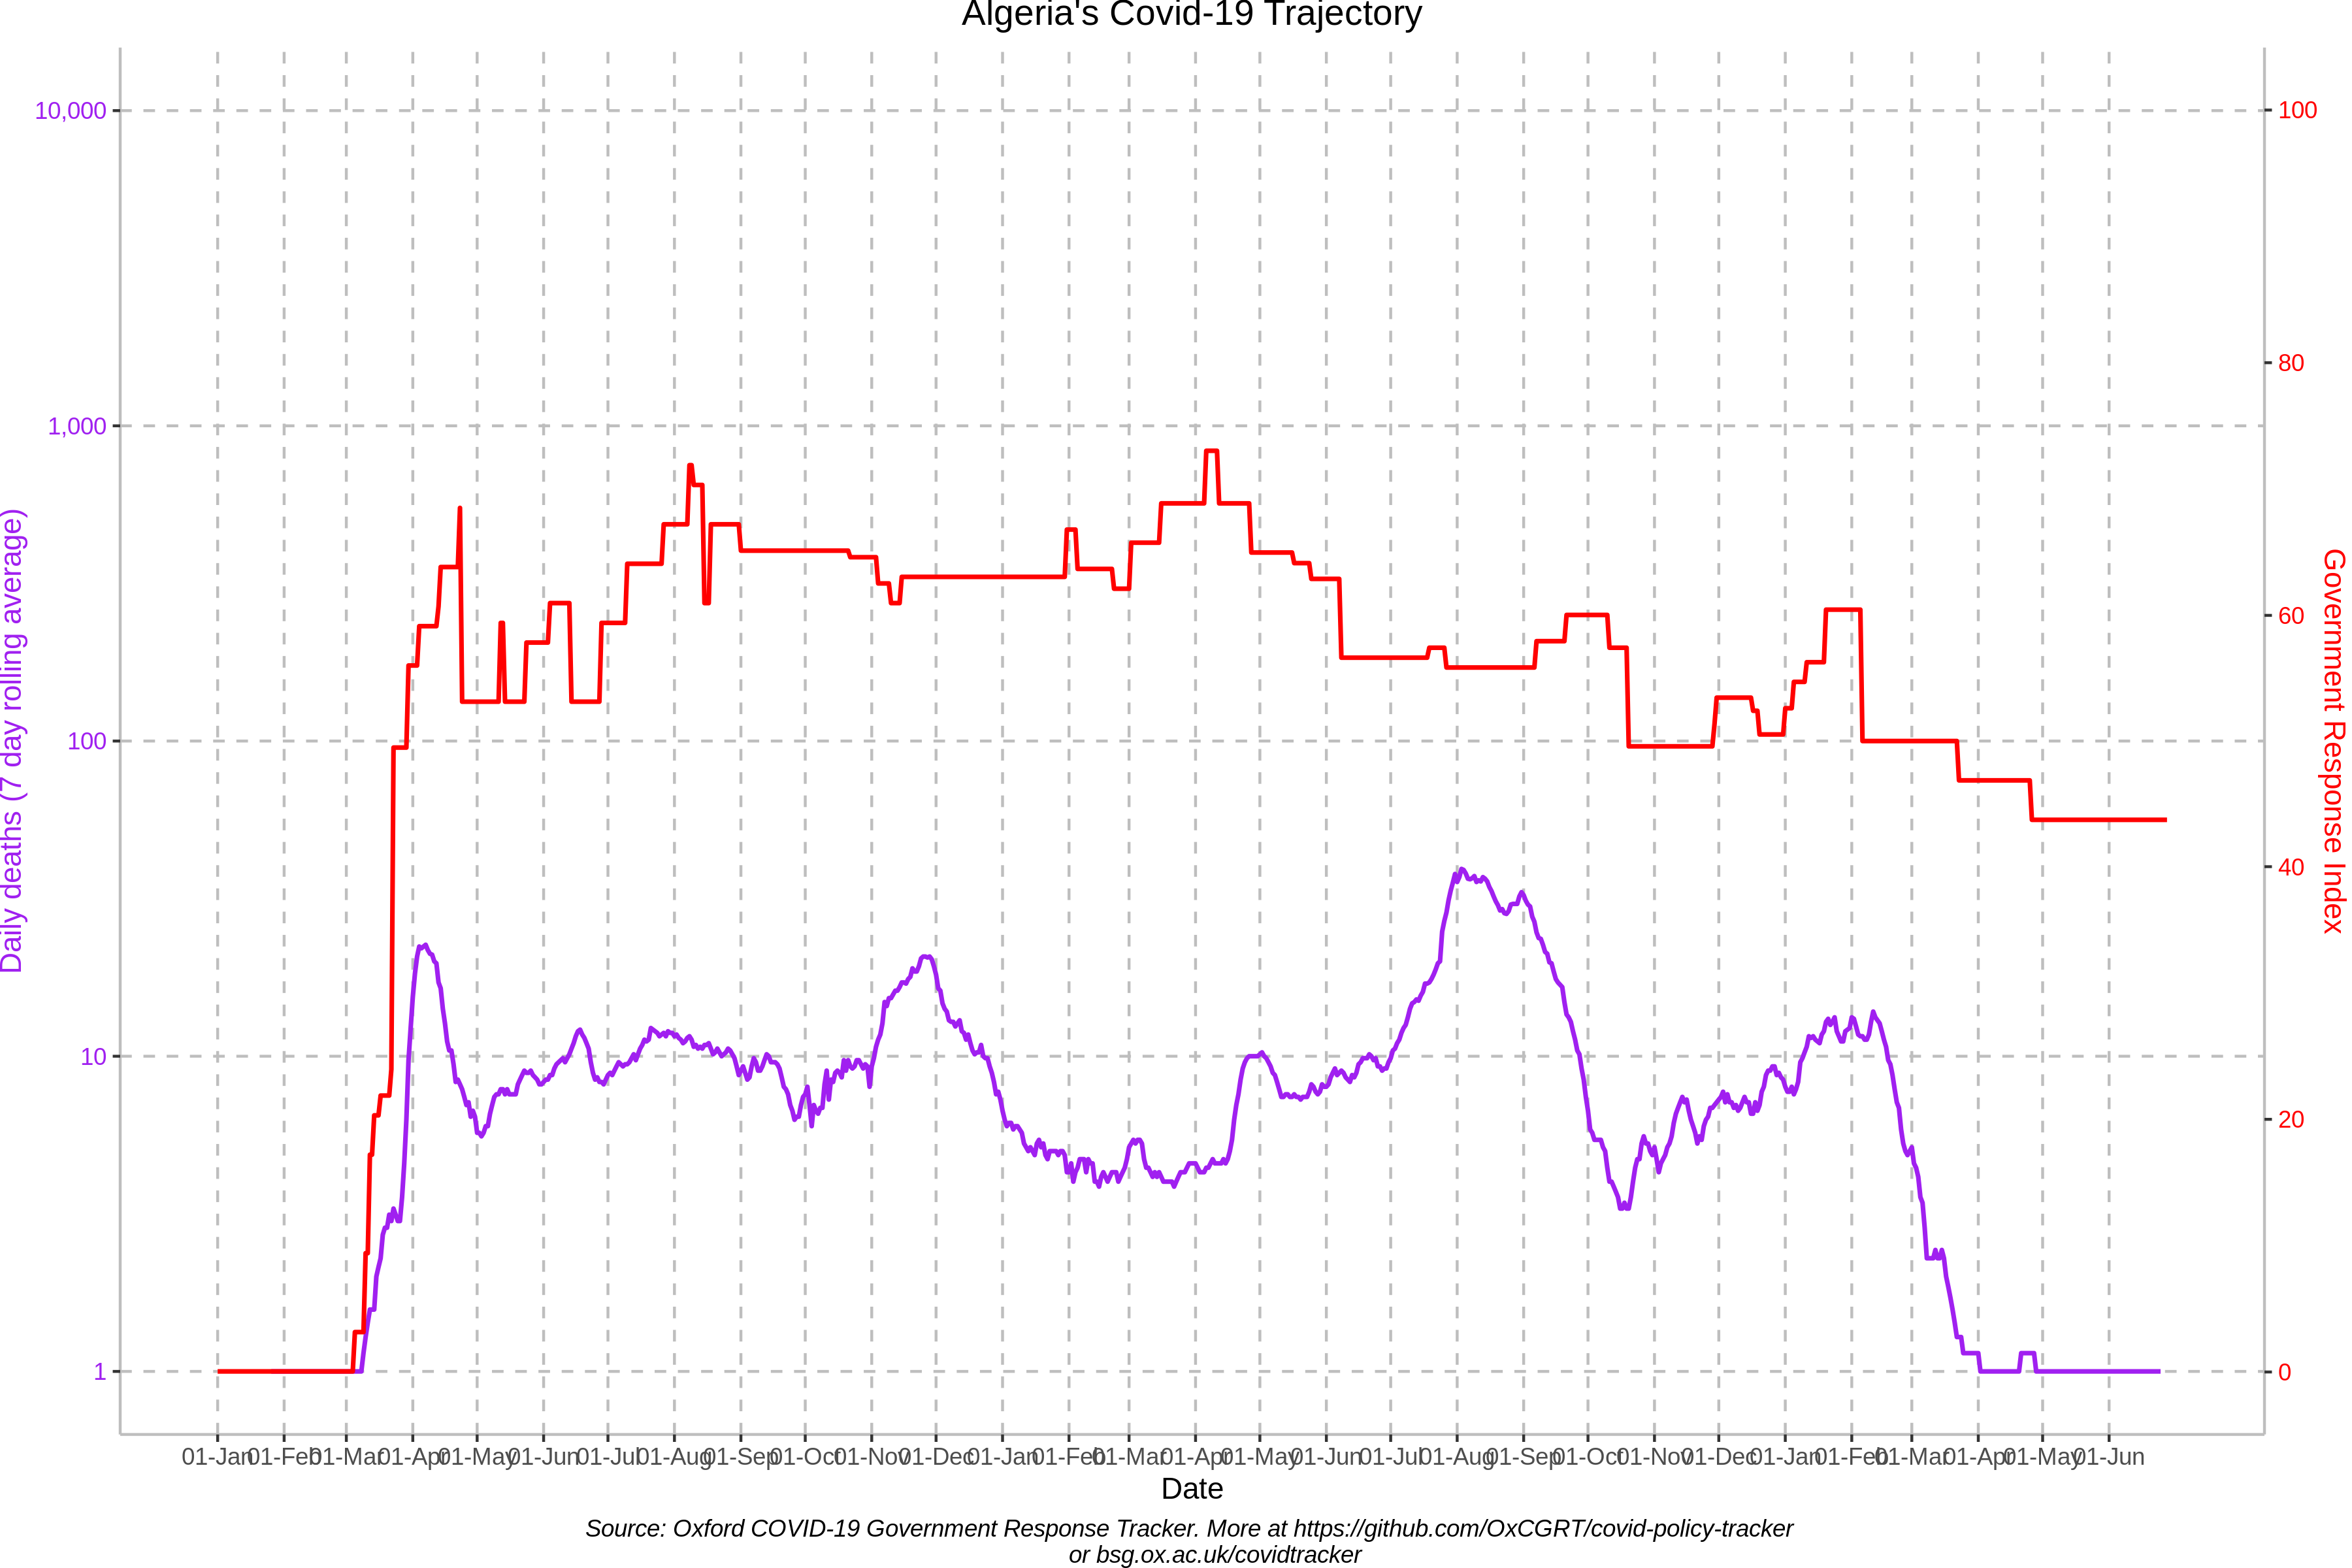 Algeria's Covid-19 Trajectory
10,000
1,000
100
10
1
Daily deaths (7 day rolling average)
100
80
60
40
20
0
Government Response Index
01-Jan 01-Feb 01-Mar 01-Apr 01-May 01-Jun 01-Jul 01-Aug 01-Sep 01-Oct 01-Nov 01-Dec 01-Jan 01-Feb 01-Mar 01-Apr 01-May 01-Jun 01-Jul 01-Aug 01-Sep 01-Oct 01-Nov 01-Dec 01-Jan 01-Feb 01-Mar 01-Apr 01-May 01-Jun
Date
Source: Oxford COVID-19 Government Response Tracker. More at https://github.com/OxCGRT/covid-policy-tracker
or bsg.ox.ac.uk/covidtracker